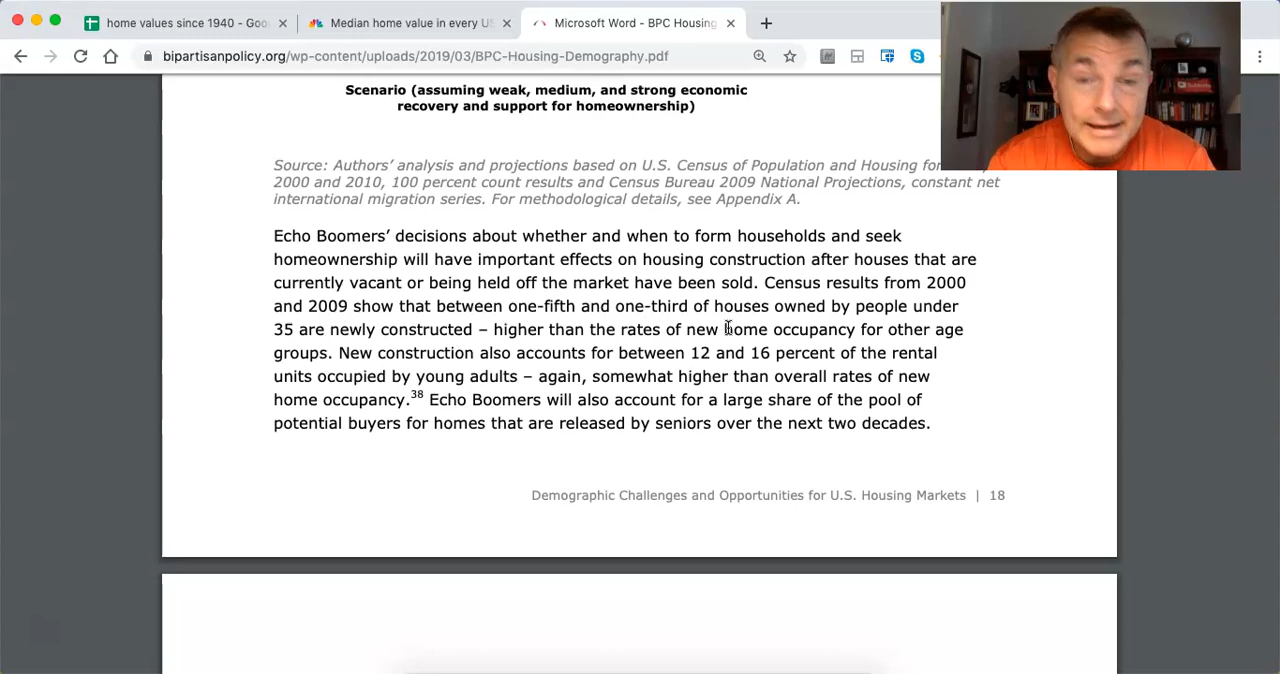 home values since 1940 - Goo
Median home value in every US
Microsoft Word - BPC Housing
bipartisanpolicy.org/wp-content/uploads/2019/03/BPC-Housing-Demography.pdf
Scenario (assuming weak, medium, and strong economic
recovery and support for homeownership)
Source: Authors’ analysis and projections based on U.S. Census of Population and Housing for
2000 and 2010, 100 percent count results and Census Bureau 2009 National Projections, constant net
international migration series. For methodological details, see Appendix A.
Echo Boomers’ decisions about whether and when to form households and seek
homeownership will have important effects on housing construction after houses that are
currently vacant or being held off the market have been sold. Census results from 2000
and 2009 show that between one-fifth and one-third of houses owned by people under
35 are newly constructed – higher than the rates of new home occupancy for other age
groups. New construction also accounts for between 12 and 16 percent of the rental
units occupied by young adults – again, somewhat higher than overall rates of new
home occupancy.38 Echo Boomers will also account for a large share of the pool of
potential buyers for homes that are released by seniors over the next two decades.
Demographic Challenges and Opportunities for U.S. Housing Markets | 18